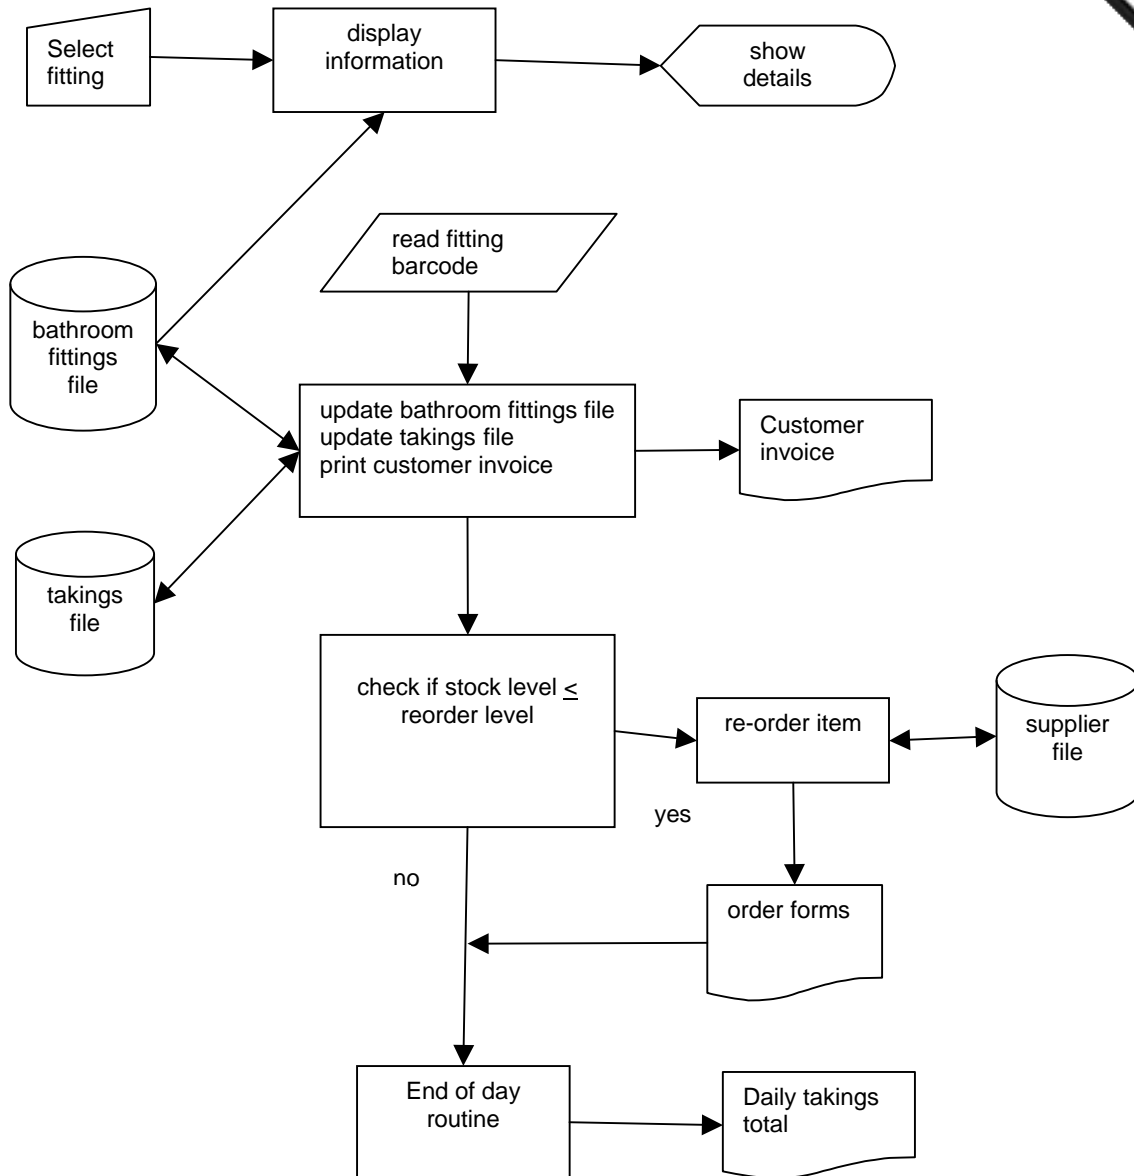 Select
fitting
display
information
show
details
read fitting
barcode
bathroom
fittings
file
update bathroom fittings file
update takings file
print customer invoice
Customer
invoice
takings
file
check if stock level ≤
reorder level
re-order item
supplier
file
yes
no
order forms
End of day
routine
Daily takings
total